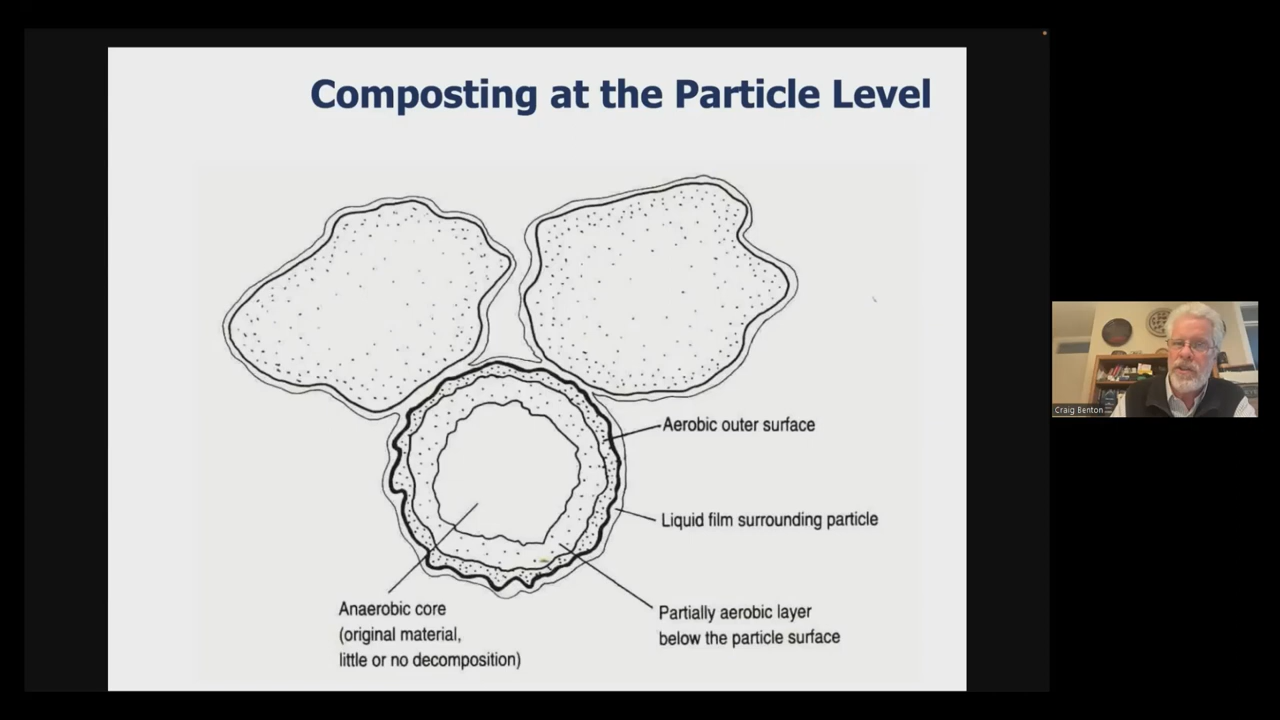 Composting at the Particle Level
Aerobic outer surface
Liquid film surrounding particle
Anaerobic core
(original material,
little or no decomposition)
Partially aerobic layer
below the particle surface
Craig Benton